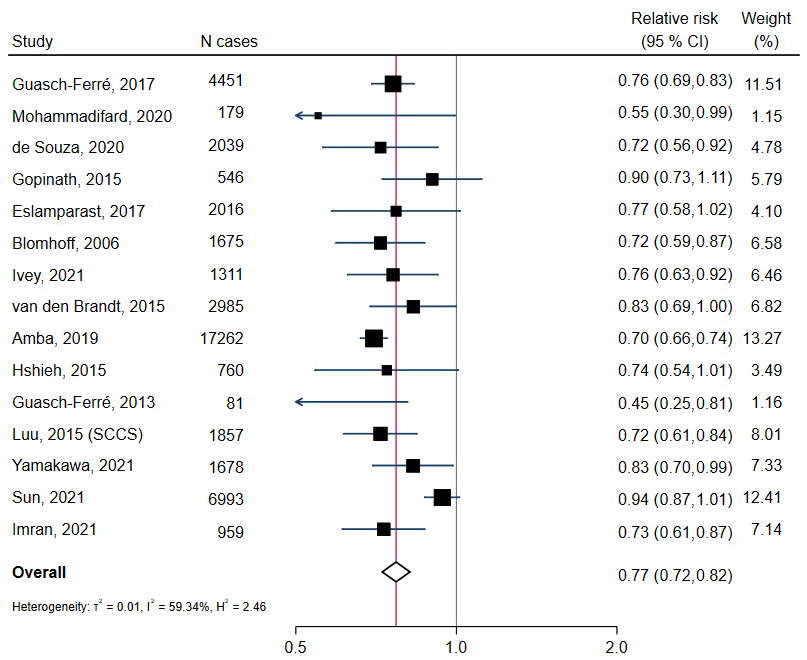 Relative risk Weight
Study N cases (95 % CI) (%)
Guasch-Ferré, 2017 4451 0.76 (0.69,0.83) 11.51
Mohammadifard, 2020 179 0.55 (0.30,0.99) 1.15
de Souza, 2020 2039 0.72 (0.56,0.92) 4.78
Gopinath, 2015 546 0.90 (0.73,1.11) 5.79
Eslamparast, 2017 2016 0.77 (0.58,1.02) 4.10
Blomhoff, 2006 1675 0.72 (0.59,0.87) 6.58
Ivey, 2021 1311 0.76 (0.63,0.92) 6.46
van den Brandt, 2015 2985 0.83 (0.69,1.00) 6.82
Amba, 2019 17262 0.70 (0.66,0.74) 13.27
Hshieh, 2015 760 0.74 (0.54,1.01) 3.49
Guasch-Ferré, 2013 81 0.45 (0.25,0.81) 1.16
Luu, 2015 (SCCS) 1857 0.72 (0.61,0.84) 8.01
Yamakawa, 2021 1678 0.83 (0.70,0.99) 7.33
Sun, 2021 6993 0.94 (0.87,1.01) 12.41
Imran, 2021 959 0.73 (0.61,0.87) 7.14
Overall 0.77 (0.72,0.82)
Heterogeneity: τ² = 0.01, I² = 59.34%, H² = 2.46
0.5 1.0 2.0